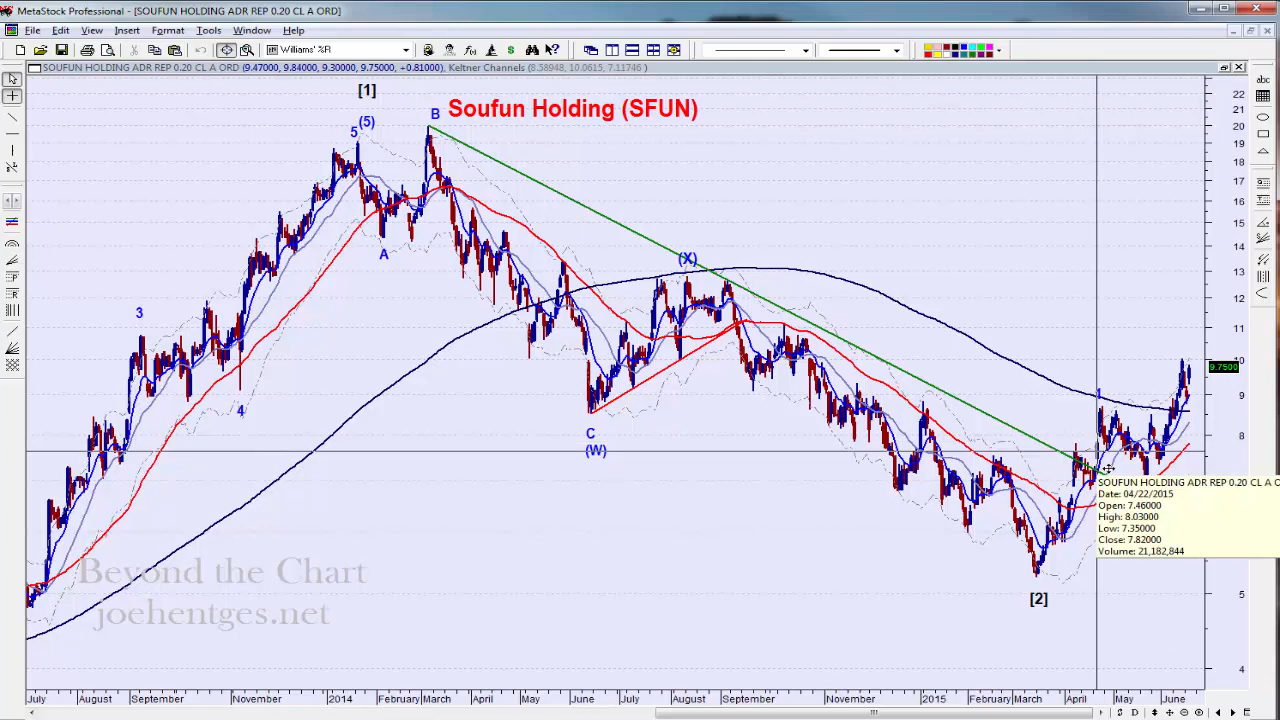 MetaStock Professional - [SOUFUN HOLDING ADR REP 0.20 CL A ORD]
File Edit View Insert Format Tools Window Help
Williams' %R
SOUFUN HOLDING ADR REP 0.20 CL A ORD (9.47000, 9.84000, 9.30000, 9.75000, +0.81000), Keltner Channels (8.58948, 10.0615, 7.11746 )
[1]
Soufun Holding (SFUN)
B
5 (5)
A
3
4
(X)
C
(W)
1
[2]
22
21
20
19
18
17
16
15
14
13
12
11
10
9.7500
9
8
5
4
abc
SOUFUN HOLDING ADR REP 0.20 CL A O
Date: 04/22/2015
Open: 7.46000
High: 8.03000
Low: 7.35000
Close: 7.82000
Volume: 21,182,844
Beyond the Chart
joehentges.net
July August September November 2014 February March April May June July August September November 2015 February March April May June
D